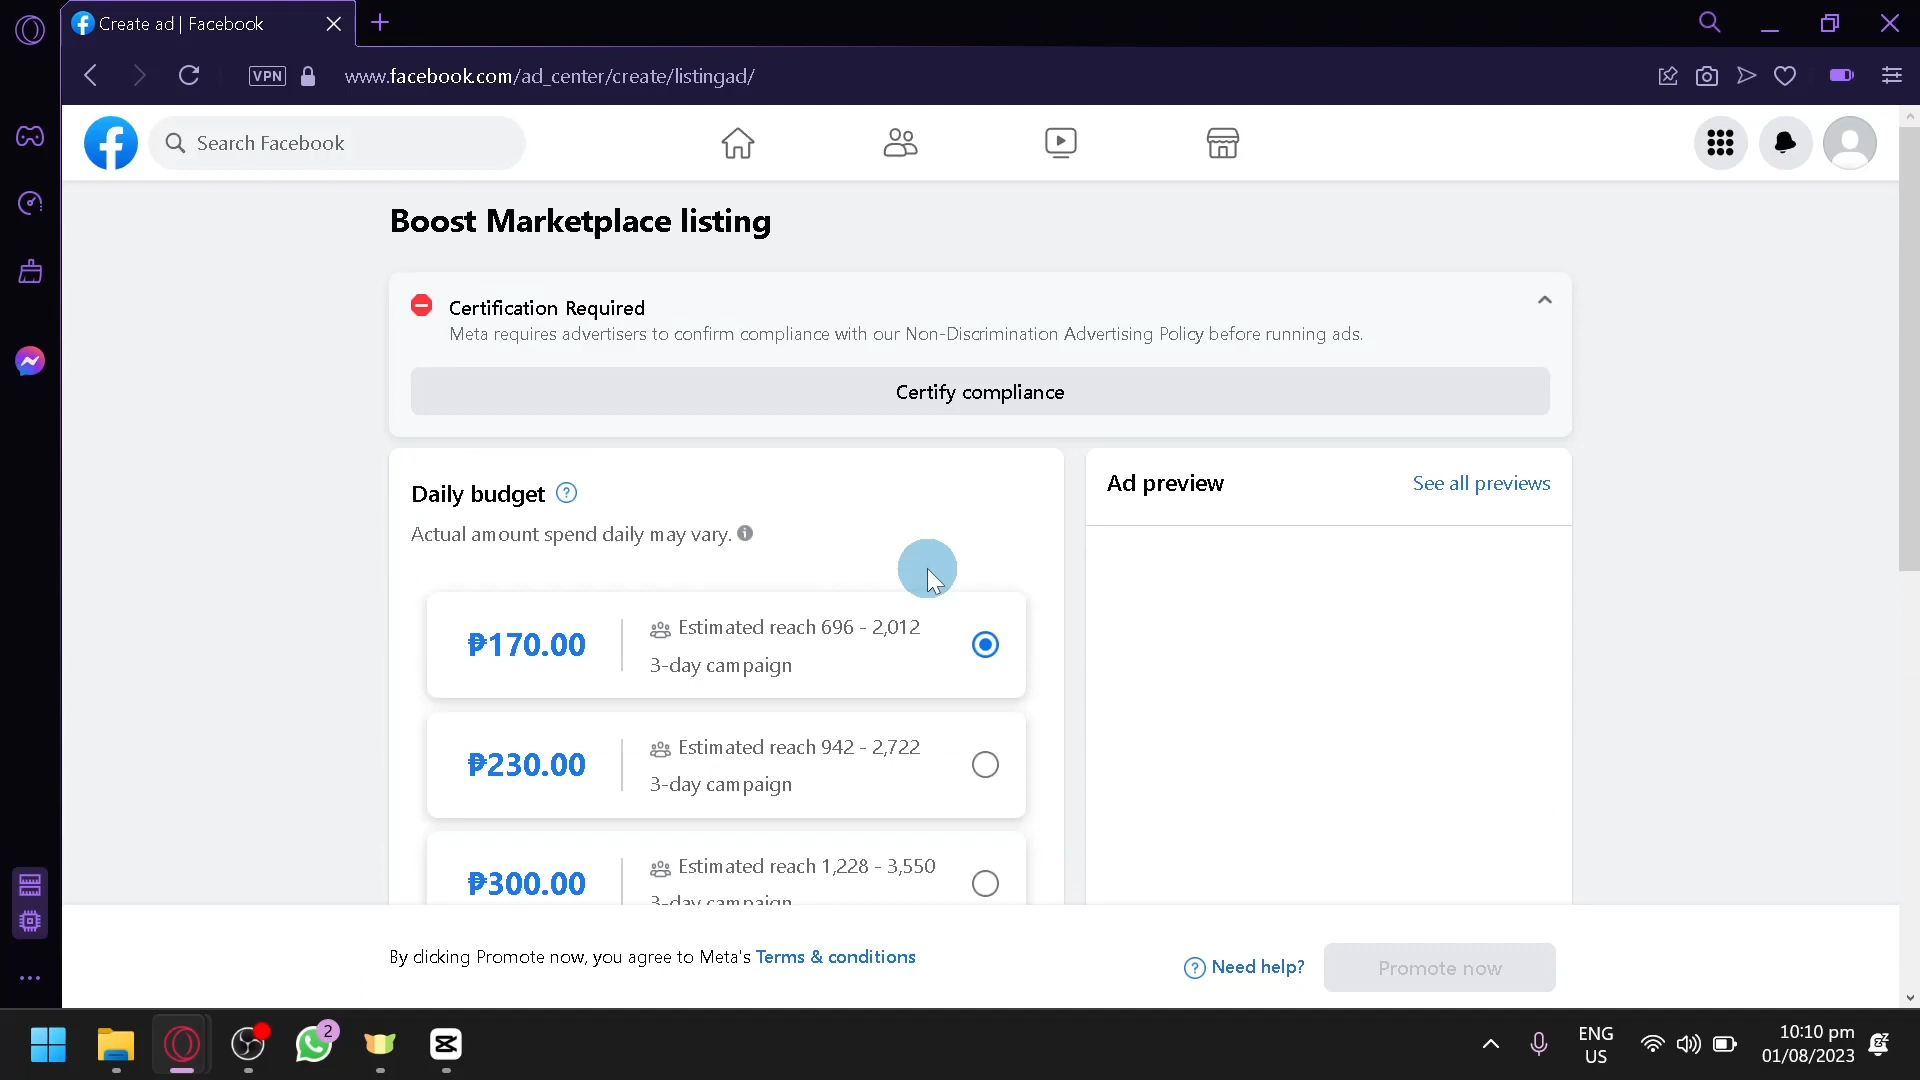 Create ad | Facebook
VPN
www.facebook.com/ad_center/create/listingad/
Search Facebook
Boost Marketplace listing
Certification Required
Meta requires advertisers to confirm compliance with our Non-Discrimination Advertising Policy before running ads.
Certify compliance
Daily budget
Actual amount spend daily may vary.
Ad preview
See all previews
₱170.00
Estimated reach 696 - 2,012
3-day campaign
₱230.00
Estimated reach 942 - 2,722
3-day campaign
₱300.00
Estimated reach 1,228 - 3,550
3-day campaign
By clicking Promote now, you agree to Meta's Terms & conditions
Need help?
Promote now
2
ENG
US
10:10 pm
01/08/2023